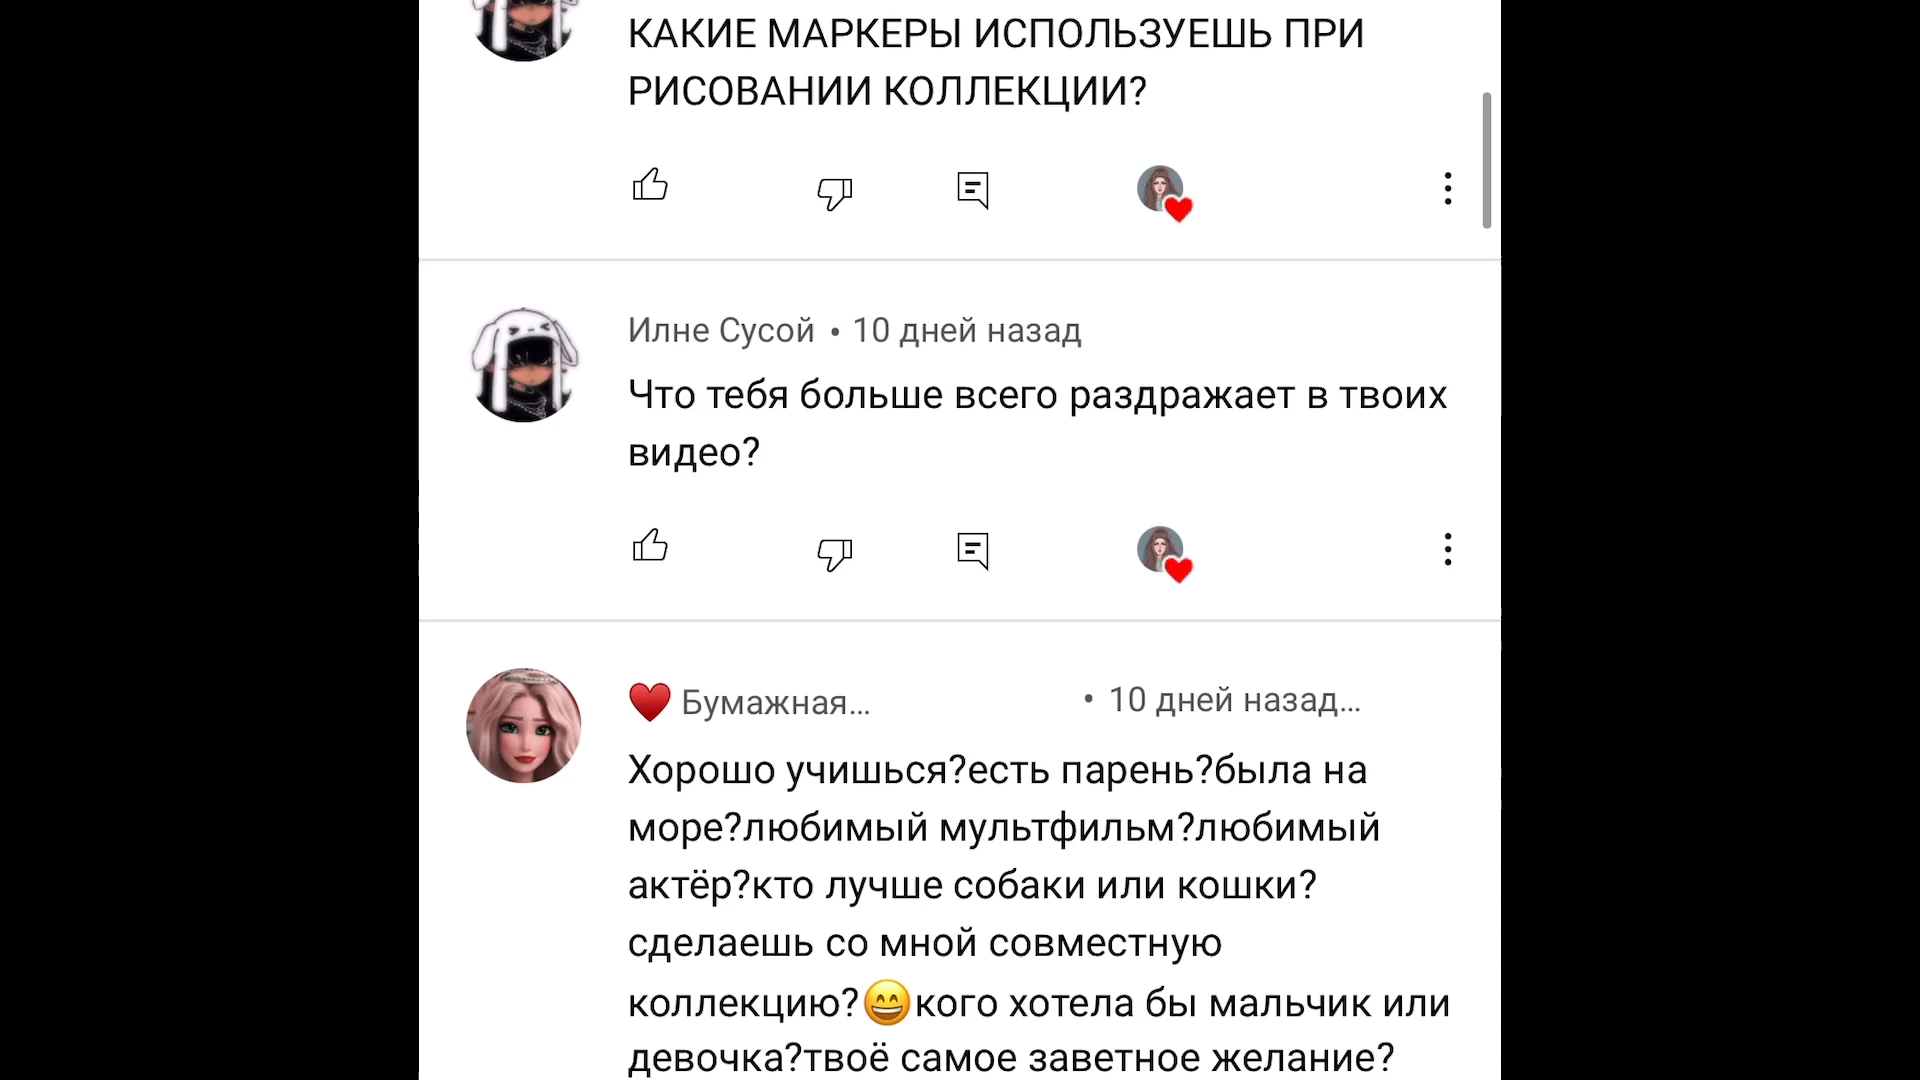 КАКИЕ МАРКЕРЫ ИСПОЛЬЗУЕШЬ ПРИ
РИСОВАНИИ КОЛЛЕКЦИИ?
Илне Сусой • 10 дней назад
Что тебя больше всего раздражает в твоих
видео?
❤️ Бумажная… • 10 дней назад…
Хорошо учишься?есть парень?была на
море?любимый мультфильм?любимый
актёр?кто лучше собаки или кошки?
сделаешь со мной совместную
коллекцию?😄кого хотела бы мальчик или
девочка?твоё самое заветное желание?